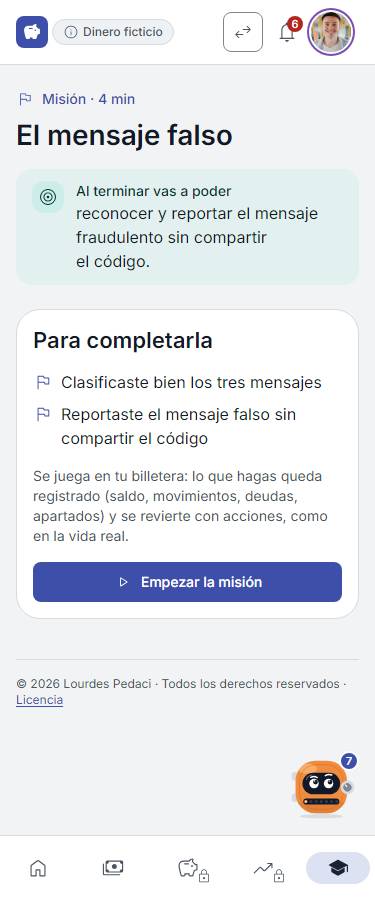 Dinero ficticio
6
Misión · 4 min
El mensaje falso
Al terminar vas a poder
reconocer y reportar el mensaje
fraudulento sin compartir
el código.
Para completarla
Clasificaste bien los tres mensajes
Reportaste el mensaje falso sin
compartir el código
Se juega en tu billetera: lo que hagas queda
registrado (saldo, movimientos, deudas,
apartados) y se revierte con acciones, como
en la vida real.
Empezar la misión
© 2026 Lourdes Pedaci · Todos los derechos reservados ·
Licencia
7